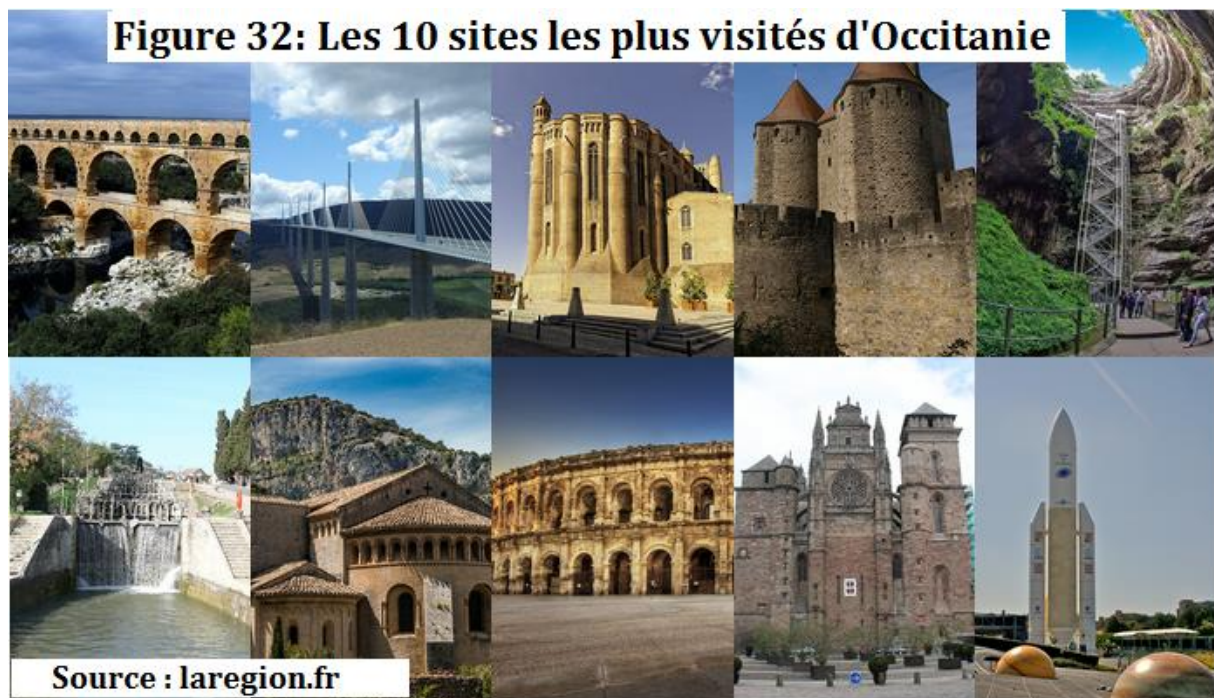 Figure 32: Les 10 sites les plus visités d'Occitanie
Source : laregion.fr